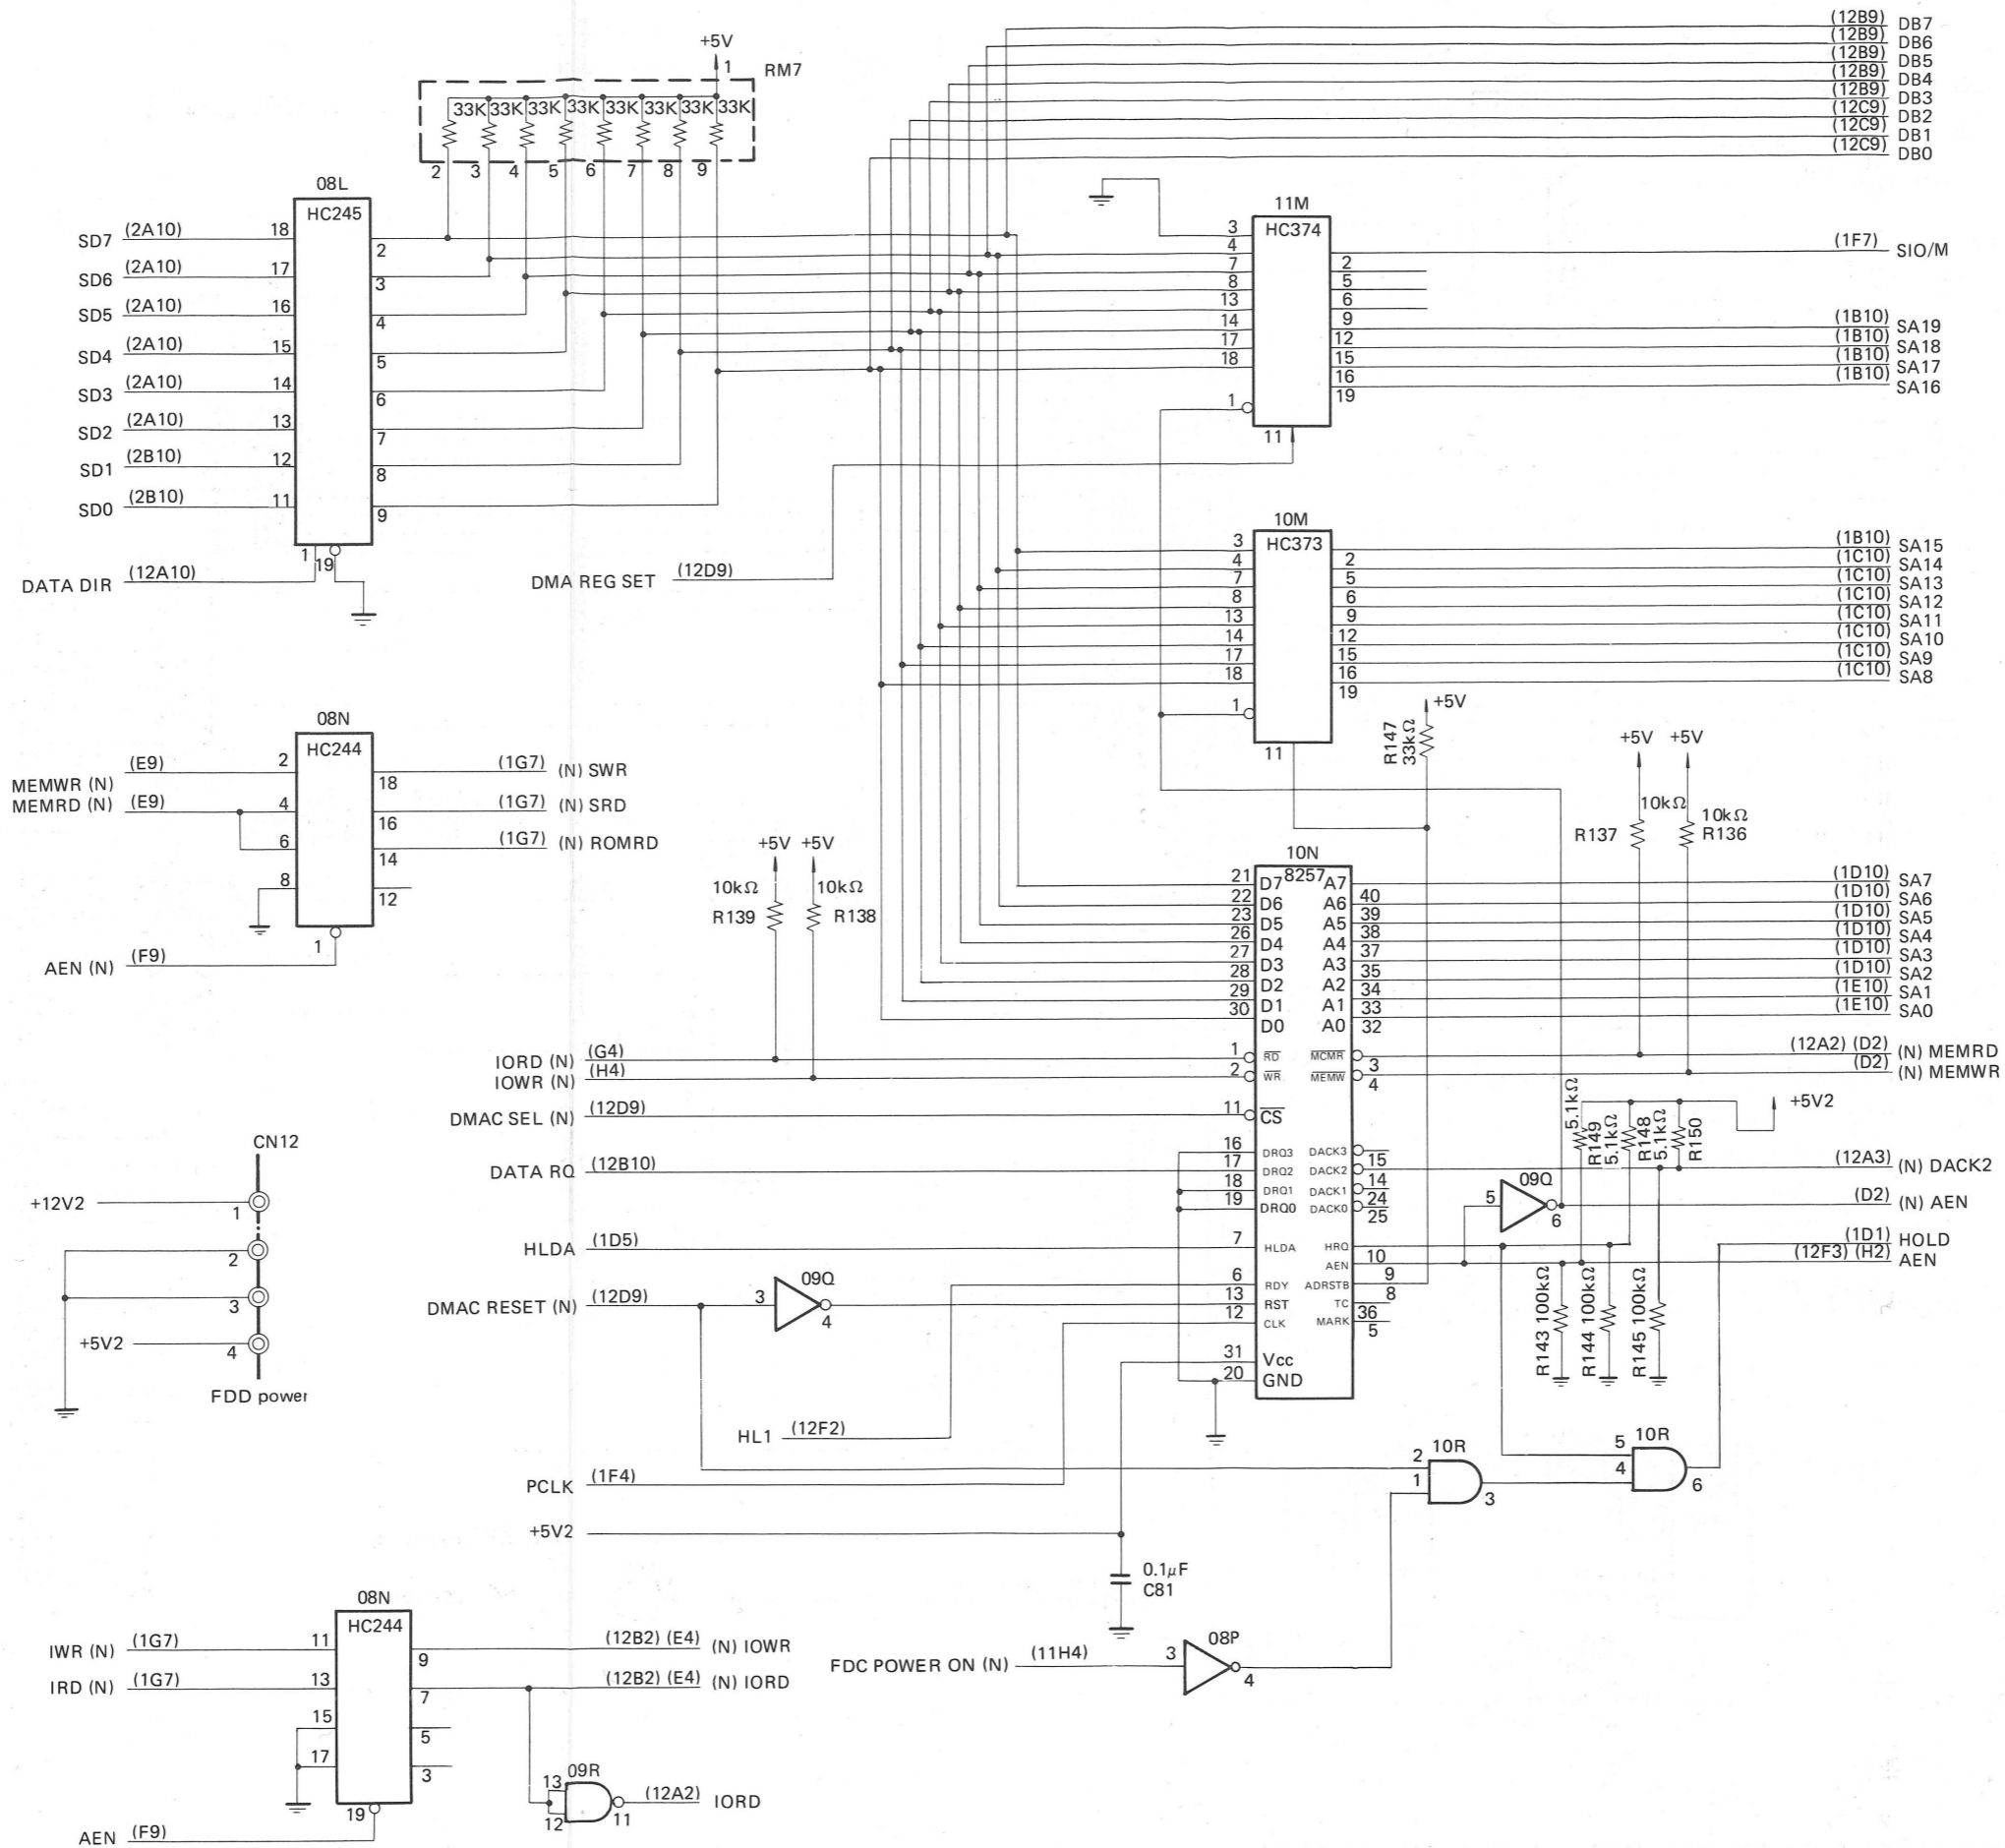 (12B9) DB7
(12B9) DB6
(12B9) DB5
(12B9) DB4
(12B9) DB3
(12C9) DB2
(12C9) DB1
(12C9) DB0
+5V
1 RM7
33K 33K 33K 33K 33K 33K 33K 33K
2 3 4 5 6 7 8 9
08L
HC245
SD7 (2A10) 18 2
SD6 (2A10) 17 3
SD5 (2A10) 16 4
SD4 (2A10) 15 5
SD3 (2A10) 14 6
SD2 (2A10) 13 7
SD1 (2B10) 12 8
SD0 (2B10) 11 9
1 19
DATA DIR (12A10)
11M
HC374
3
4 2 (1F7) SIO/M
7 5
8 6
13 9 (1B10) SA19
14 12 (1B10) SA18
17 15 (1B10) SA17
18 16 (1B10) SA16
19
1
11
DMA REG SET (12D9)
10M
HC373
3 (1B10) SA15
4 2 (1C10) SA14
7 5 (1C10) SA13
8 6 (1C10) SA12
13 9 (1C10) SA11
14 12 (1C10) SA10
17 15 (1C10) SA9
18 16 (1C10) SA8
19
1
11
+5V
R147
33kΩ
08N
HC244
MEMWR (N) (E9) 2 18 (1G7) (N) SWR
MEMRD (N) (E9) 4 16 (1G7) (N) SRD
6 14 (1G7) (N) ROMRD
8 12
1
AEN (N) (F9)
+5V +5V
10kΩ 10kΩ
R139 R138
+5V +5V
10kΩ 10kΩ
R137 R136
10N
8257
21 D7 A7 (1D10) SA7
22 D6 A6 40 (1D10) SA6
23 D5 A5 39 (1D10) SA5
26 D4 A4 38 (1D10) SA4
27 D3 A3 37 (1D10) SA3
28 D2 A2 35 (1D10) SA2
29 D1 A1 34 (1E10) SA1
30 D0 A0 33 (1E10) SA0
32
IORD (N) (G4) 1 RD MCMR 3 (12A2) (D2) (N) MEMRD
IOWR (N) (H4) 2 WR MEMW 4 (D2) (N) MEMWR
DMAC SEL (N) (12D9) 11 CS
5.1kΩ R149 5.1kΩ R148 5.1kΩ R150
+5V2
16 DRQ3 DACK3 15
DATA RQ (12B10) 17 DRQ2 DACK2 14 (12A3) (N) DACK2
18 DRQ1 DACK1 24
19 DRQ0 DACK0 25
09Q
5 6 (D2) (N) AEN
HLDA (1D5) 7 HLDA HRQ 10 (1D1) HOLD
AEN 9 (12F3) (H2) AEN
6 RDY ADRSTB 8
DMAC RESET (N) (12D9) 3 09Q 4 13 RST TC 36
12 CLK MARK 5
31 Vcc
20 GND
R143 100kΩ R144 100kΩ R145 100kΩ
CN12
+12V2 1
2
3
+5V2 4
FDD power
HL1 (12F2)
PCLK (1F4)
+5V2
0.1μF
C81
2 10R
1 3
5 10R
4 6
FDC POWER ON (N) (11H4) 3 08P 4
08N
HC244
IWR (N) (1G7) 11 9 (12B2) (E4) (N) IOWR
IRD (N) (1G7) 13 7 (12B2) (E4) (N) IORD
15 5
17 3
19
AEN (F9)
09R
13
12 11 (12A2) IORD